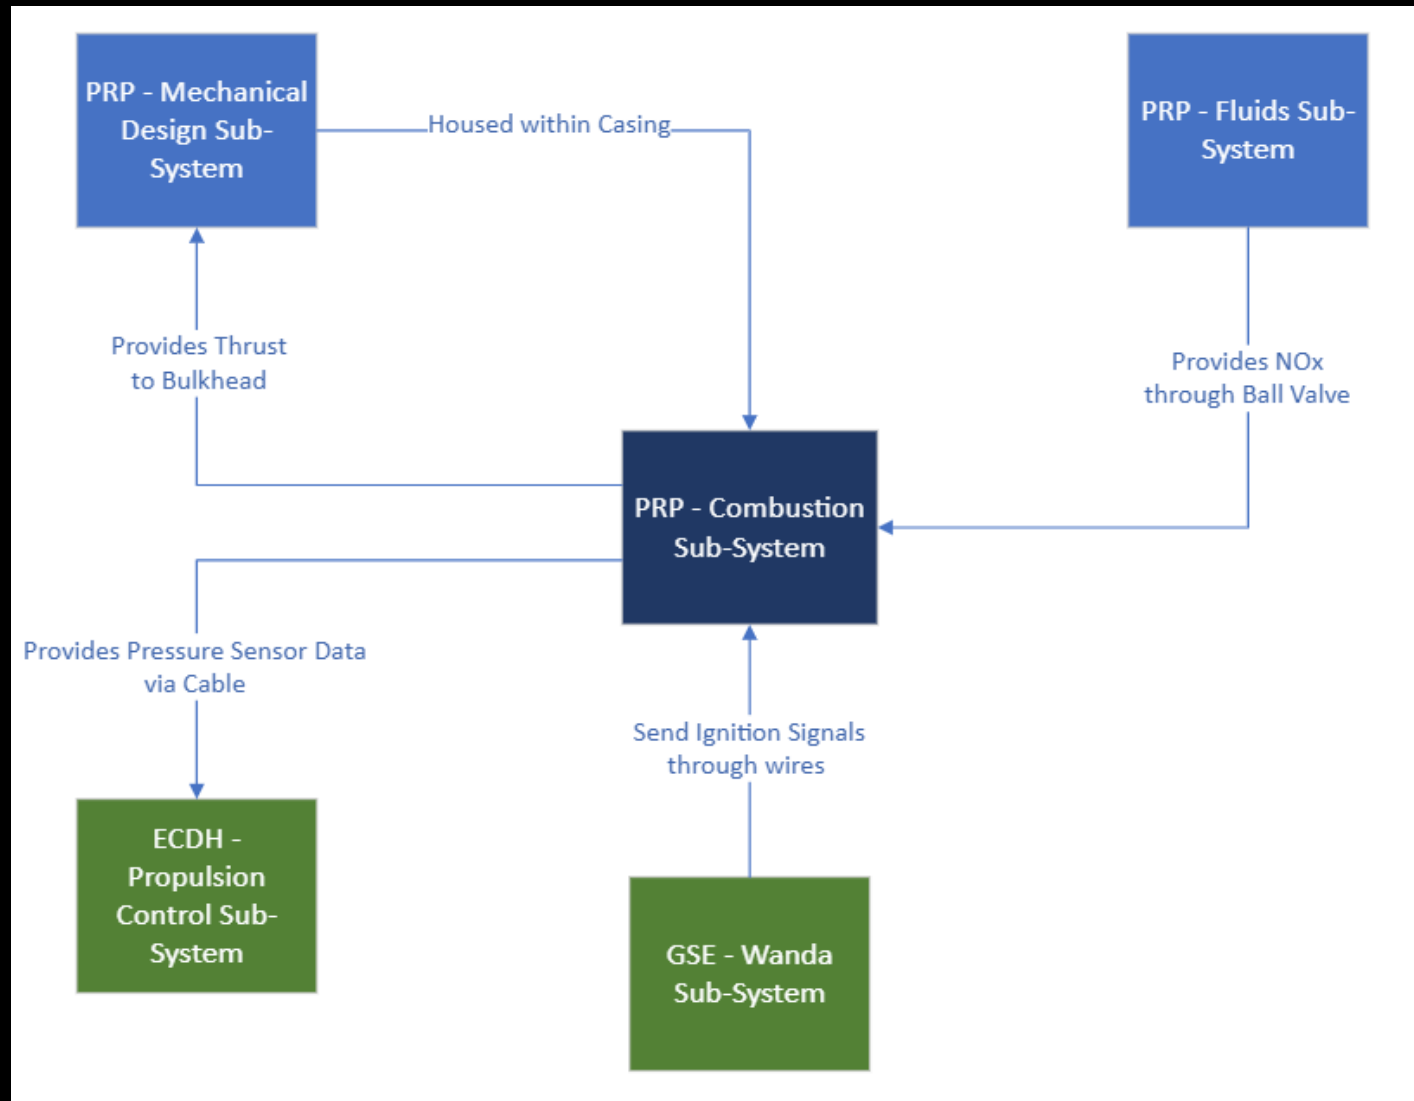 PRP - Mechanical
Design Sub-
System
Housed within Casing
PRP - Fluids Sub-
System
Provides Thrust
to Bulkhead
Provides NOx
through Ball Valve
PRP - Combustion
Sub-System
Provides Pressure Sensor Data
via Cable
Send Ignition Signals
through wires
ECDH -
Propulsion
Control Sub-
System
GSE - Wanda
Sub-System